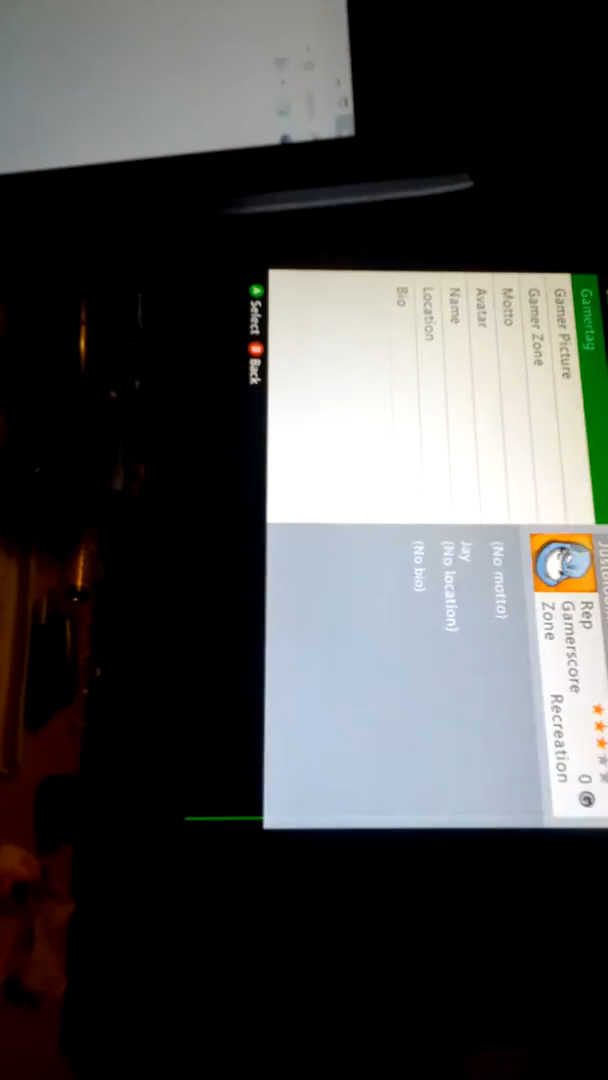 Gamertag
Gamer Picture
Gamer Zone
Motto
Avatar
Name
Location
Bio
Rep
Gamerscore 0 G
Zone Recreation
(No motto)
Jay
(No location)
(No bio)
A Select B Back